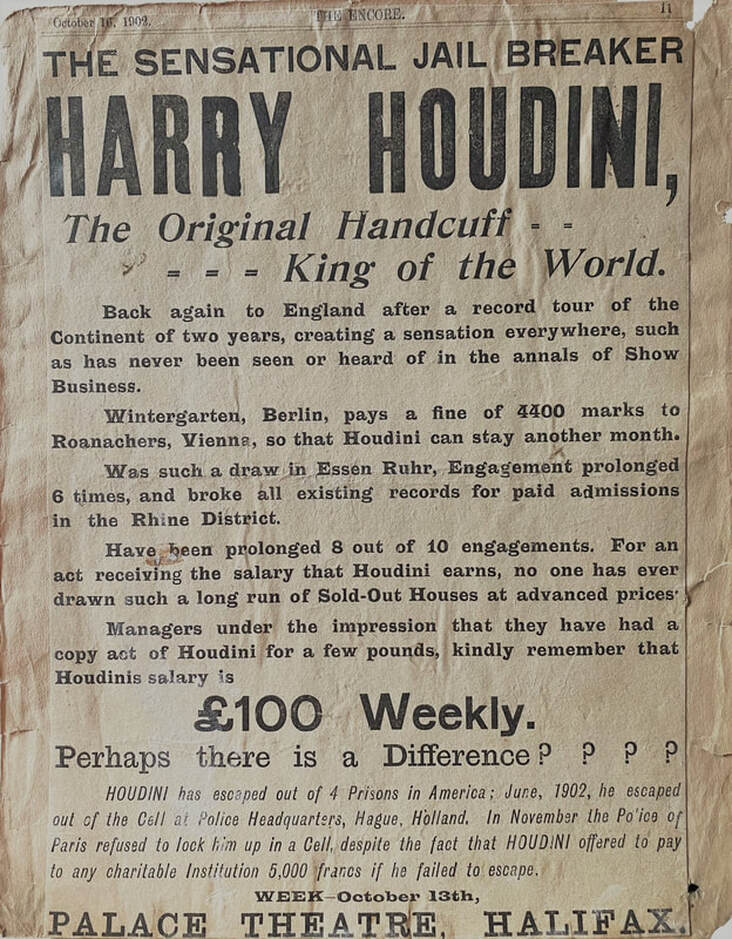 October 16, 1902.
THE ENCORE.
11
THE SENSATIONAL JAIL BREAKER
HARRY HOUDINI,
The Original Handcuff - -
- - - King of the World.
Back again to England after a record tour of the
Continent of two years, creating a sensation everywhere, such
as has never been seen or heard of in the annals of Show
Business.
Wintergarten, Berlin, pays a fine of 4400 marks to
Roanachers, Vienna, so that Houdini can stay another month.
Was such a draw in Essen Ruhr, Engagement prolonged
6 times, and broke all existing records for paid admissions
in the Rhine District.
Have been prolonged 8 out of 10 engagements. For an
act receiving the salary that Houdini earns, no one has ever
drawn such a long run of Sold-Out Houses at advanced prices·
Managers under the impression that they have had a
copy act of Houdini for a few pounds, kindly remember that
Houdinis salary is
£100 Weekly.
Perhaps there is a Difference? ? ? ?
HOUDINI has escaped out of 4 Prisons in America; June, 1902, he escaped
out of the Cell at Police Headquarters, Hague, Holland. In November the Po'ice of
Paris refused to lock him up in a Cell, despite the fact that HOUDINI offered to pay
to any charitable Institution 5,000 francs if he failed to escape.
WEEK-October 13th,
PALACE THEATRE, HALIFAX.